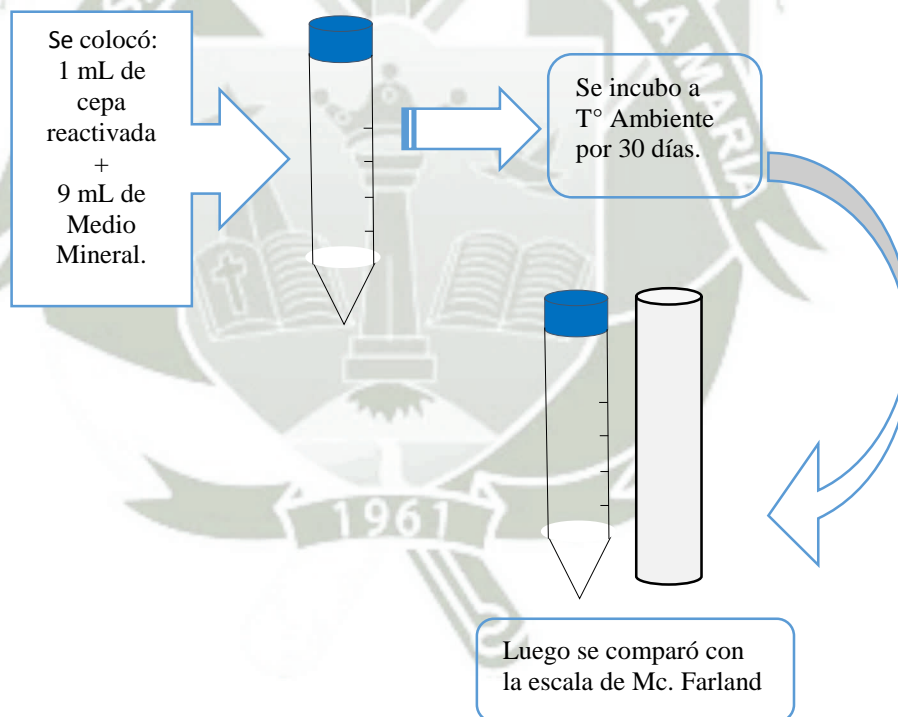 Se colocó:
1 mL de
cepa
reactivada
+
9 mL de
Medio
Mineral.
Se incubo a
T° Ambiente
por 30 días.
Luego se comparó con
la escala de Mc. Farland
MARIA
1961